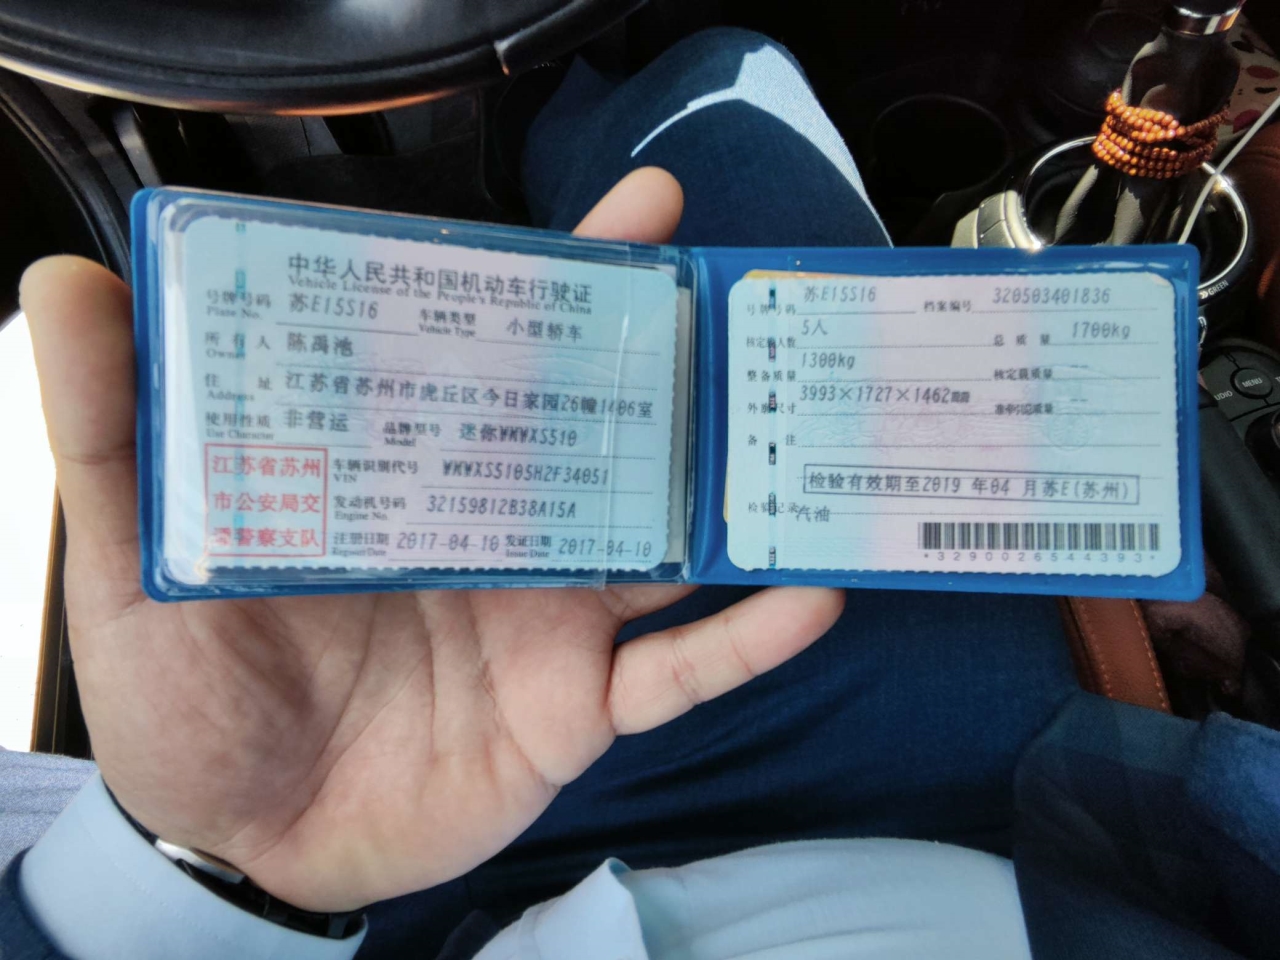 中华人民共和国机动车行驶证
Vehicle License of the People's Republic of China
号牌号码 苏E15S16 车辆类型 小型轿车
Plate No. Vehicle Type
所有人 陈禹池
Owner
住址 江苏省苏州市虎丘区今日家园26幢1406室
Address
使用性质 非营运 品牌型号 迷你WMWXS510
Use Character Model
江苏省苏州
市公安局交
警察支队
车辆识别代号 WMWXS5105H2F34051
VIN
发动机号码 32159812B38A15A
Engine No.
注册日期 2017-04-10 发证日期 2017-04-10
Register Date Issue Date
号牌号码 苏E15S16 档案编号 320503401836
核定载人数 5人 总质量 1700kg
整备质量 1300kg 核定载质量 --
外廓尺寸 3993×1727×1462mm 准牵引总质量 --
备注
检验有效期至2019 年04 月苏E(苏州)
检验记录
汽油
*3290026544393*
DGREEN
MENU
AUDIO